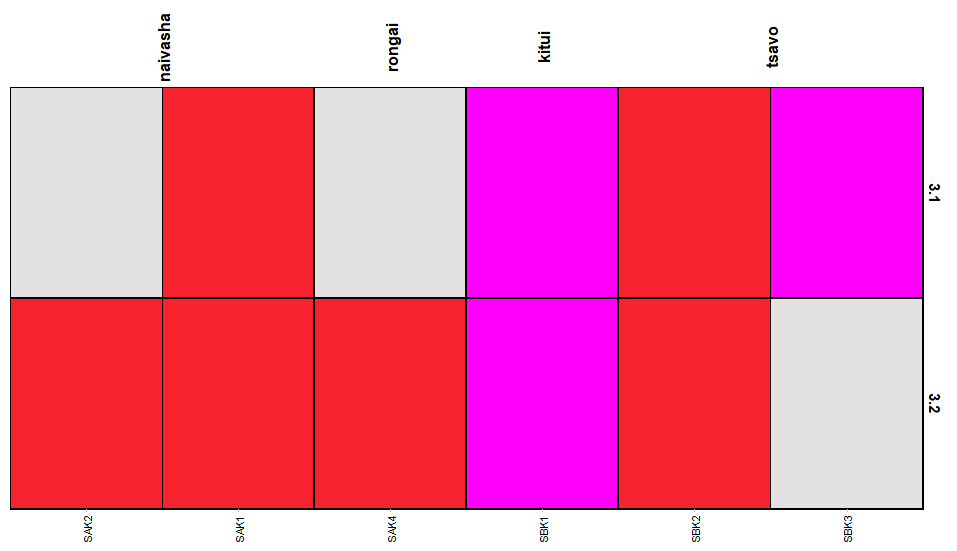 naivasha
rongai
kitui
tsavo
3.1
3.2
SAK2
SAK1
SAK4
SBK1
SBK2
SBK3